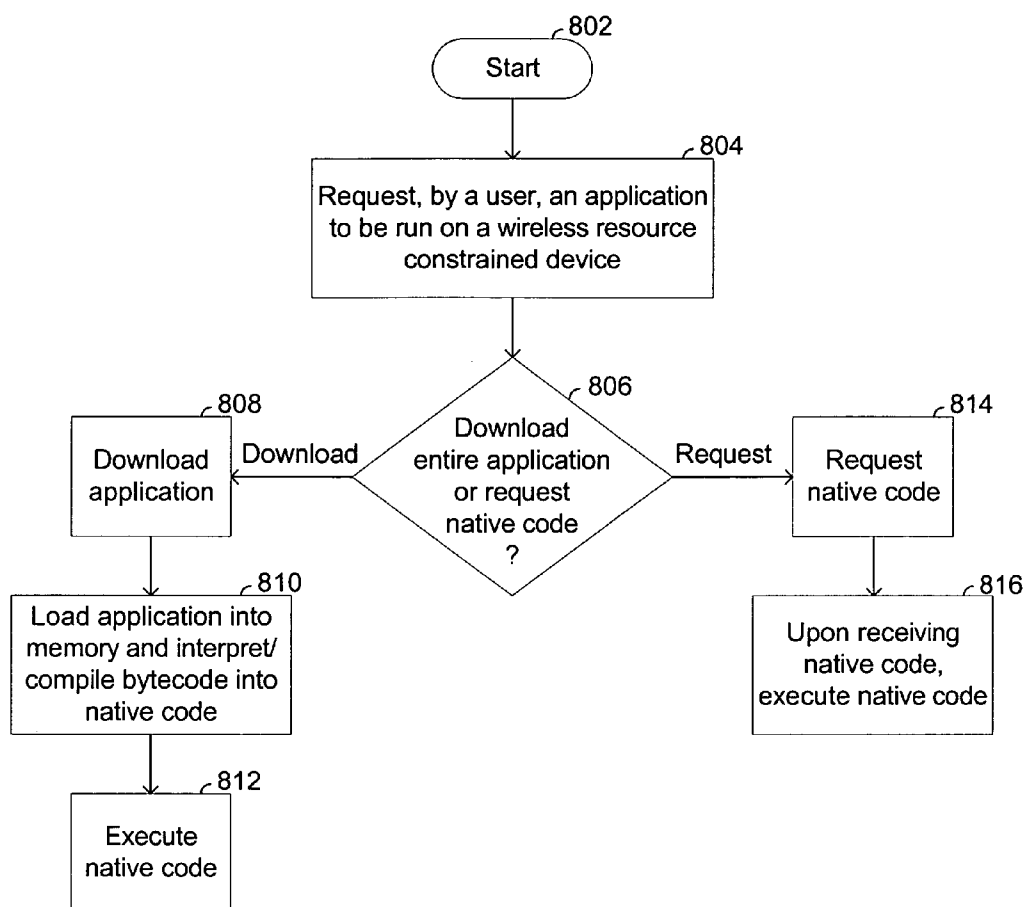 802
Start
804
Request, by a user, an application
to be run on a wireless resource
constrained device
806
Download
entire application
or request
native code
?
Download
Request
808
Download
application
814
Request
native code
810
Load application into
memory and interpret/
compile bytecode into
native code
816
Upon receiving
native code,
execute native code
812
Execute
native code